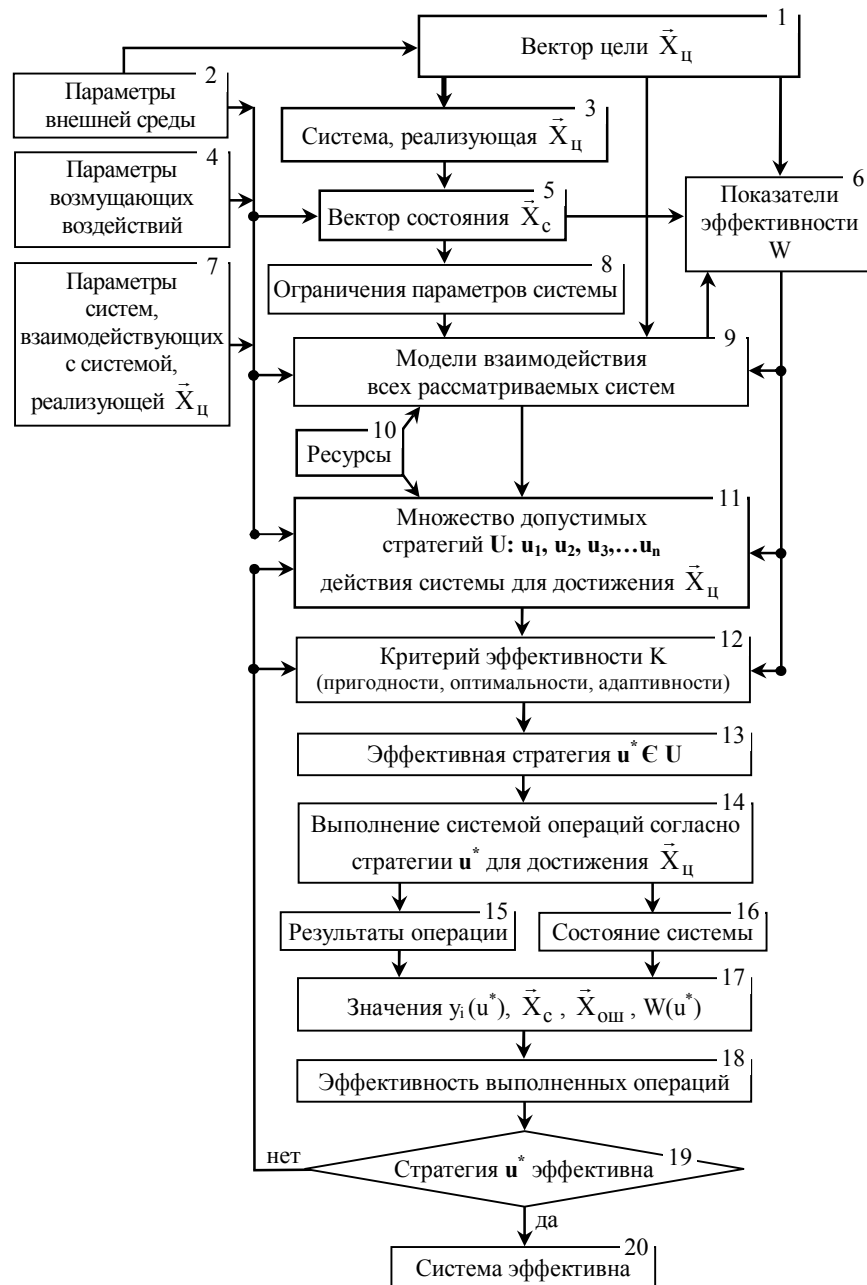 1
Вектор цели X⃗ц
2
Параметры
внешней среды
3
Система, реализующая X⃗ц
4
Параметры
возмущающих
воздействий
5
Вектор состояния X⃗с
6
Показатели
эффективности
W
7
Параметры
систем,
взаимодействующих
с системой,
реализующей X⃗ц
8
Ограничения параметров системы
9
Модели взаимодействия
всех рассматриваемых систем
10
Ресурсы
11
Множество допустимых
стратегий U: u₁, u₂, u₃,…uₙ
действия системы для достижения X⃗ц
12
Критерий эффективности K
(пригодности, оптимальности, адаптивности)
13
Эффективная стратегия u* Є U
14
Выполнение системой операций согласно
стратегии u* для достижения X⃗ц
15
Результаты операции
16
Состояние системы
17
Значения yᵢ(u*), X⃗с , X⃗ош , W(u*)
18
Эффективность выполненных операций
19
нет
Стратегия u* эффективна
да
20
Система эффективна